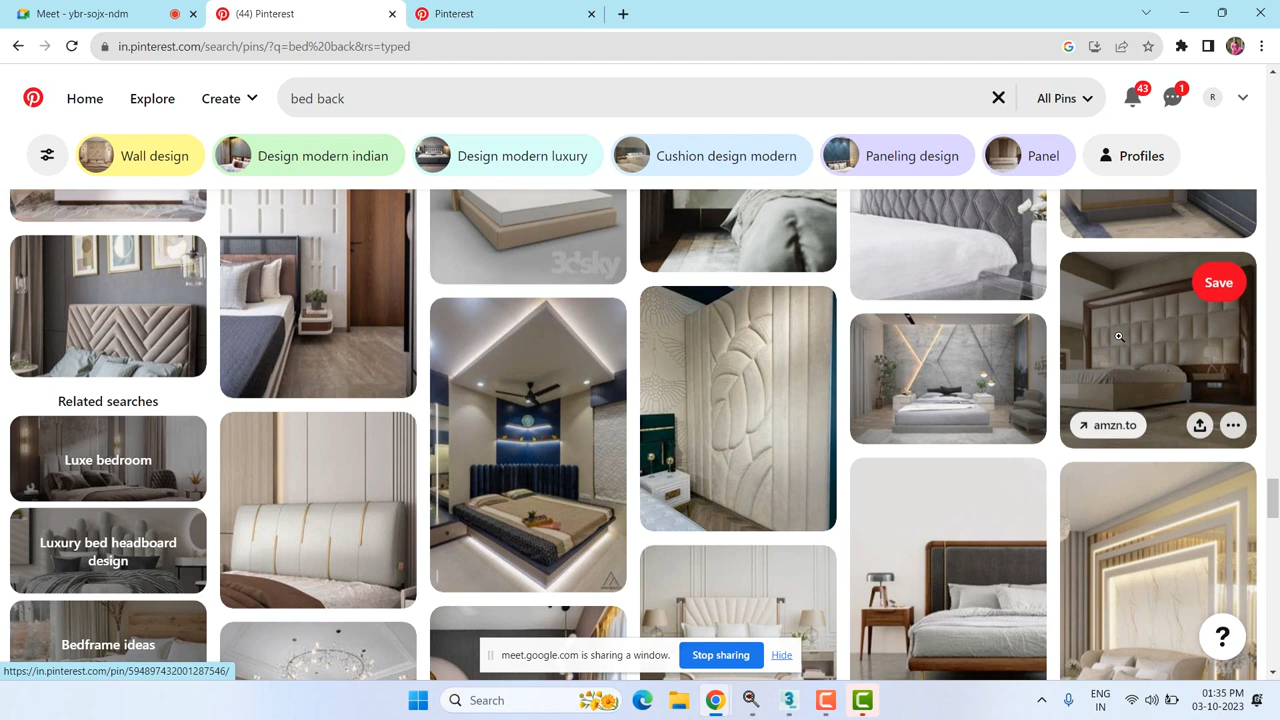 Meet - ybr-sojx-ndm
(44) Pinterest
Pinterest
in.pinterest.com/search/pins/?q=bed%20back&rs=typed
Home
Explore
Create
bed back
All Pins
43
1
R
Wall design
Design modern indian
Design modern luxury
Cushion design modern
Paneling design
Panel
Profiles
3dsky
Save
amzn.to
Related searches
Luxe bedroom
Luxury bed headboard
design
Bedframe ideas
?
meet.google.com is sharing a window.
Stop sharing
Hide
https://in.pinterest.com/pin/594897432001287546/
Search
ENG
IN
01:35 PM
03-10-2023